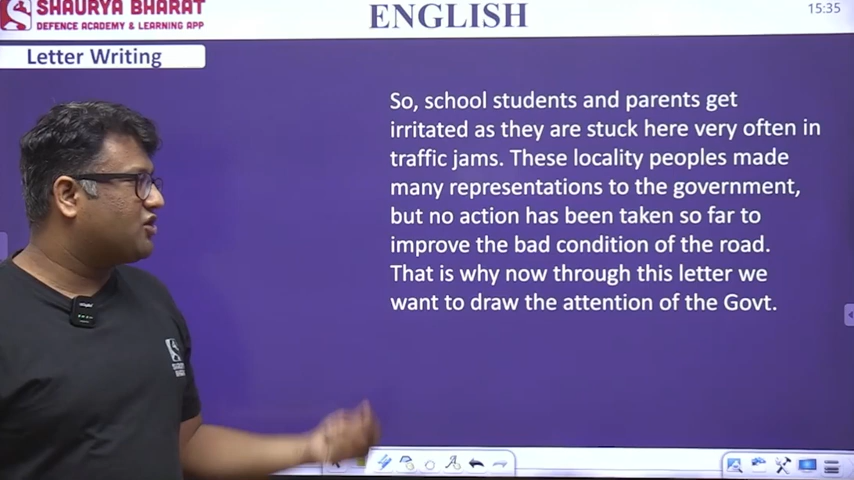 SHAURYA BHARAT
DEFENCE ACADEMY & LEARNING APP
ENGLISH
15:35
Letter Writing
So, school students and parents get
irritated as they are stuck here very often in
traffic jams. These locality peoples made
many representations to the government,
but no action has been taken so far to
improve the bad condition of the road.
That is why now through this letter we
want to draw the attention of the Govt.